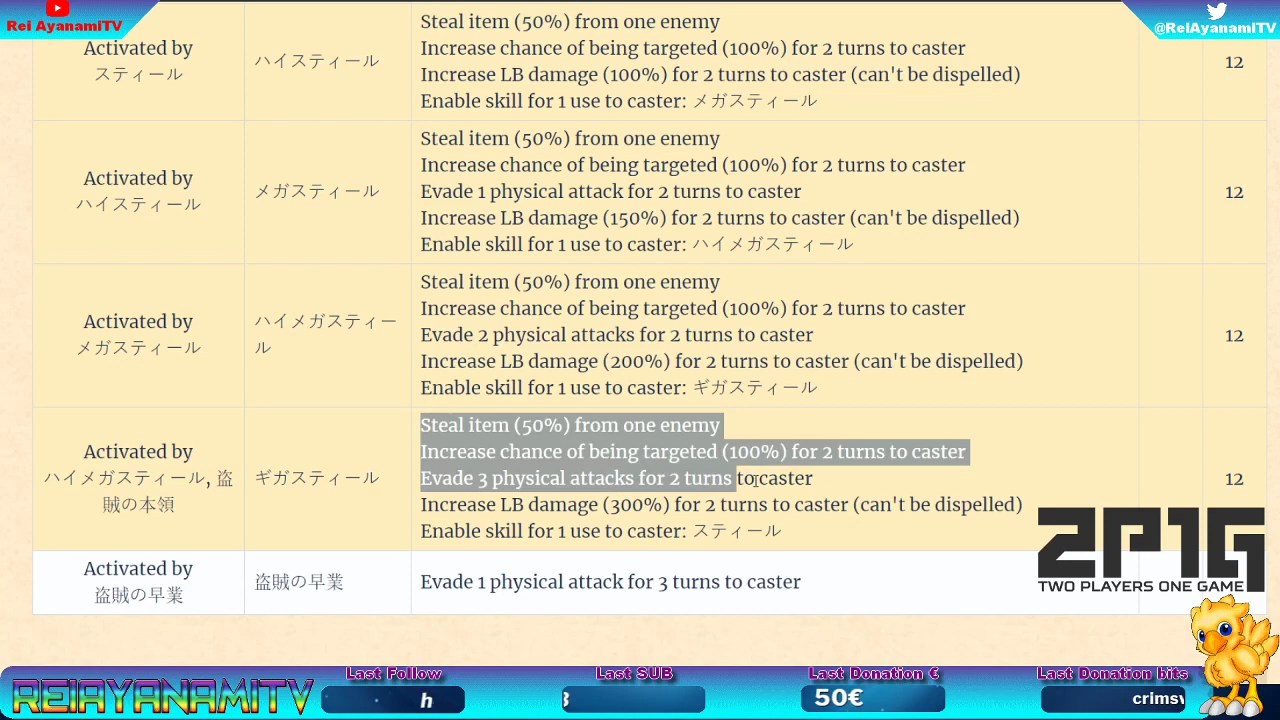 Rei AyanamiTV
@ReiAyanamiTV
Activated by
スティール
ハイスティール
Steal item (50%) from one enemy
Increase chance of being targeted (100%) for 2 turns to caster
Increase LB damage (100%) for 2 turns to caster (can't be dispelled)
Enable skill for 1 use to caster: メガスティール
12
Activated by
ハイスティール
メガスティール
Steal item (50%) from one enemy
Increase chance of being targeted (100%) for 2 turns to caster
Evade 1 physical attack for 2 turns to caster
Increase LB damage (150%) for 2 turns to caster (can't be dispelled)
Enable skill for 1 use to caster: ハイメガスティール
12
Activated by
メガスティール
ハイメガスティー
ル
Steal item (50%) from one enemy
Increase chance of being targeted (100%) for 2 turns to caster
Evade 2 physical attacks for 2 turns to caster
Increase LB damage (200%) for 2 turns to caster (can't be dispelled)
Enable skill for 1 use to caster: ギガスティール
12
Activated by
ハイメガスティール, 盗
賊の本領
ギガスティール
Steal item (50%) from one enemy
Increase chance of being targeted (100%) for 2 turns to caster
Evade 3 physical attacks for 2 turns to caster
Increase LB damage (300%) for 2 turns to caster (can't be dispelled)
Enable skill for 1 use to caster: スティール
12
Activated by
盗賊の早業
盗賊の早業
Evade 1 physical attack for 3 turns to caster
2P1G
TWO PLAYERS ONE GAME
REIAYANAMITV
Last Follow
h
Last SUB
Last Donation €
50€
Last Donation bits